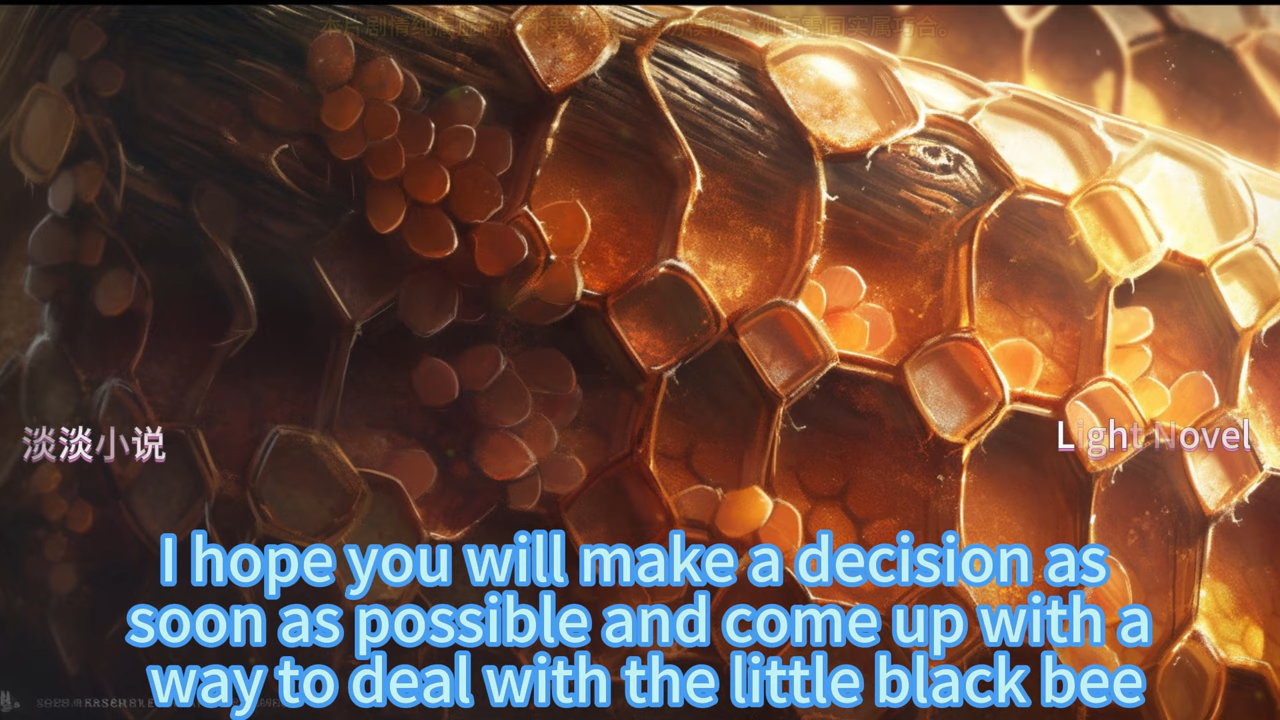 淡淡小说
Light Novel
I hope you will make a decision as
soon as possible and come up with a
way to deal with the little black bee